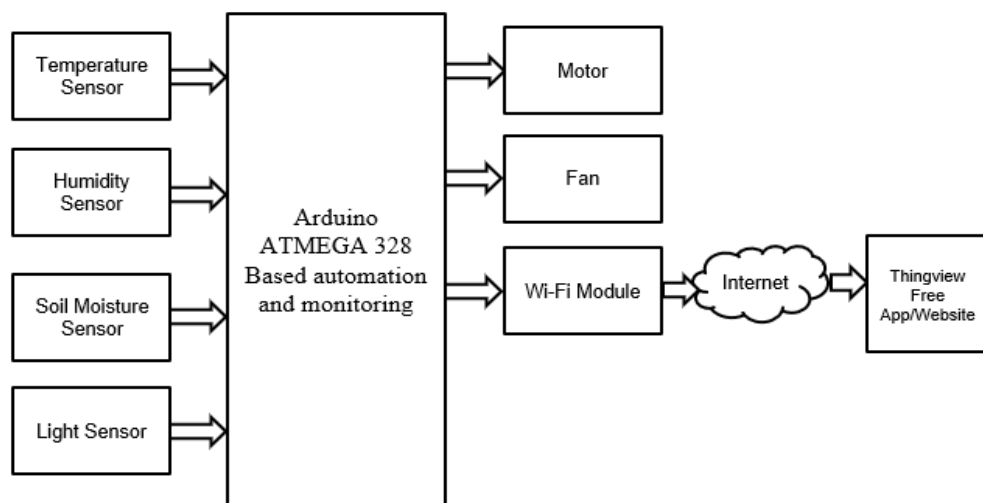 Temperature
Sensor
Humidity
Sensor
Soil Moisture
Sensor
Light Sensor
Arduino
ATMEGA 328
Based automation
and monitoring
Motor
Fan
Wi-Fi Module
Internet
Thingview
Free
App/Website